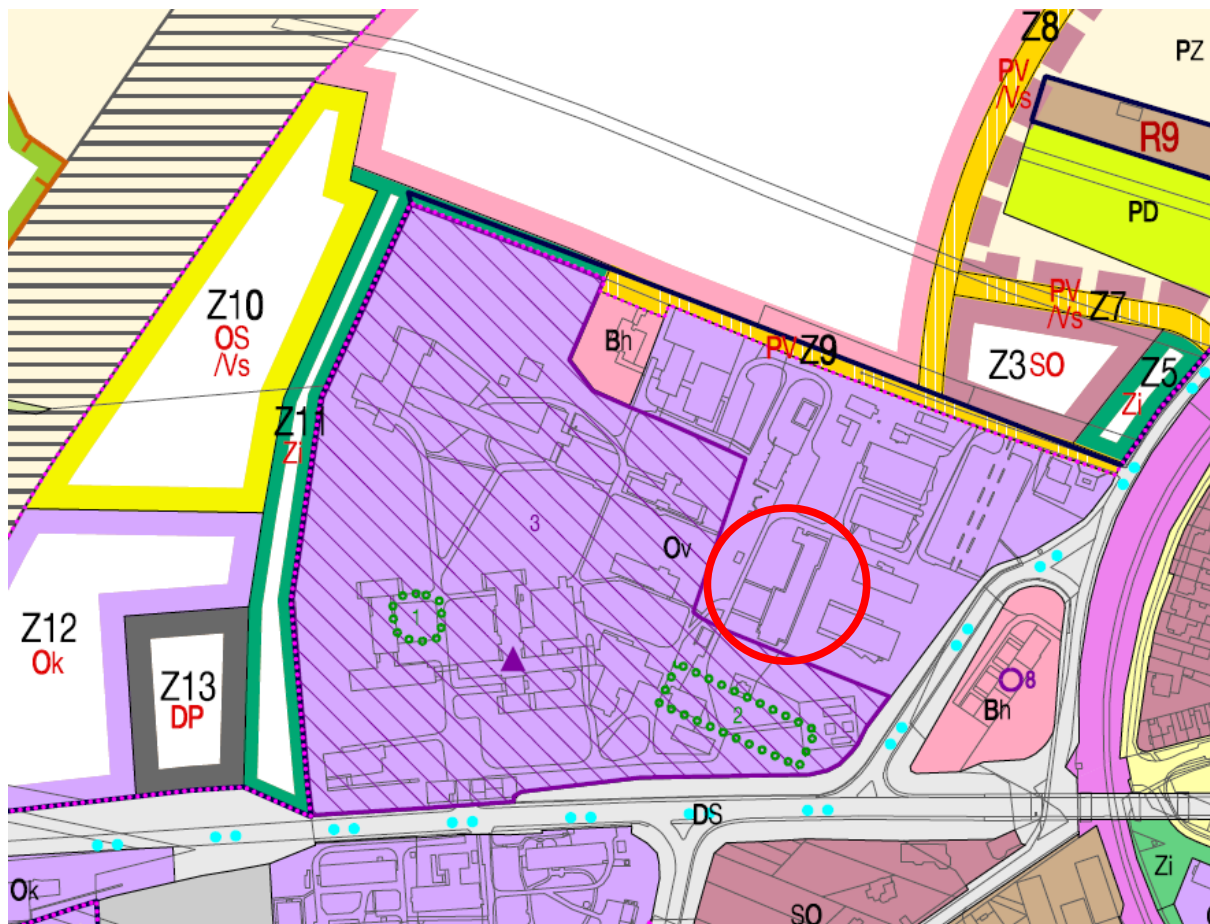 Z8
PV
/Vs
PZ
R9
PD
Z10
OS
/Vs
Bh
PV Z9
PV
/Vs
Z7
Z3 SO
Z5
Zi
Z11
Zi
3
Ov
1
2
Z12
Ok
Z13
DP
8
Bh
DS
Ok
SO
Zi